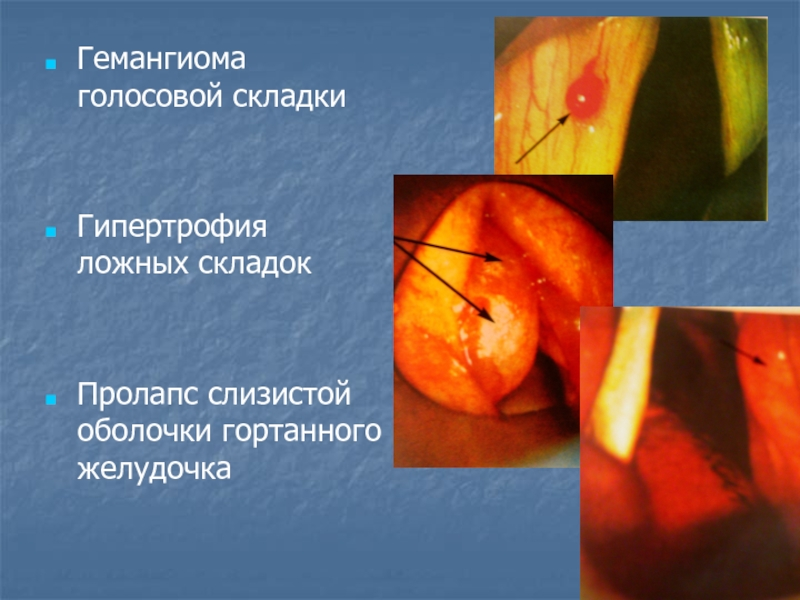 Гемангиома
голосовой складки
Гипертрофия
ложных складок
Пролапс слизистой
оболочки гортанного
желудочка